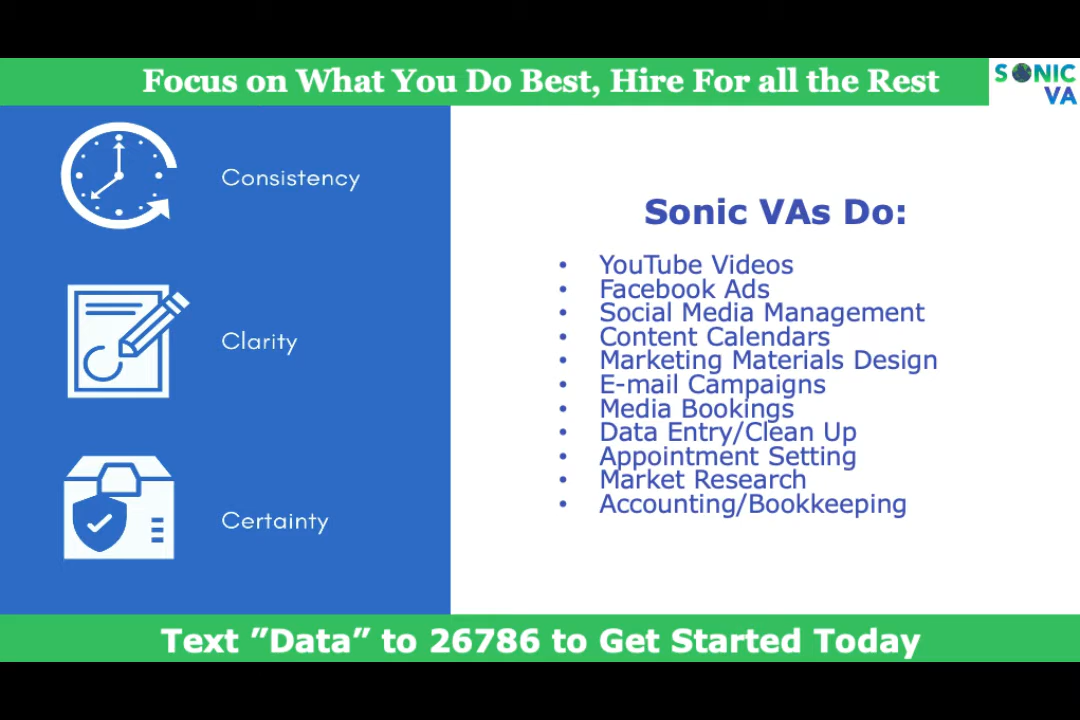 Focus on What You Do Best, Hire For all the Rest
SONIC
VA
Consistency
Clarity
Certainty
Sonic VAs Do:
• YouTube Videos
• Facebook Ads
• Social Media Management
• Content Calendars
• Marketing Materials Design
• E-mail Campaigns
• Media Bookings
• Data Entry/Clean Up
• Appointment Setting
• Market Research
• Accounting/Bookkeeping
Text ”Data” to 26786 to Get Started Today